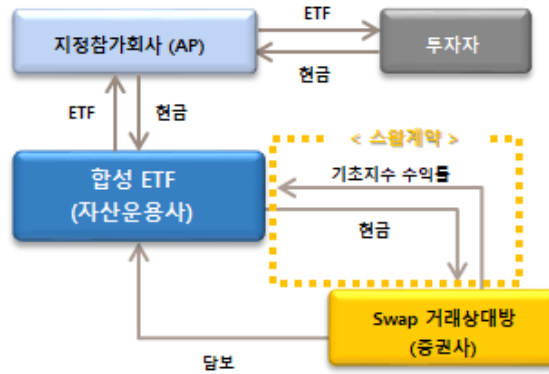 ETF
지정참가회사 (AP)
투자자
현금
ETF
현금
< 스왑계약 >
합성 ETF
(자산운용사)
기초지수 수익률
현금
Swap 거래상대방
(증권사)
담보